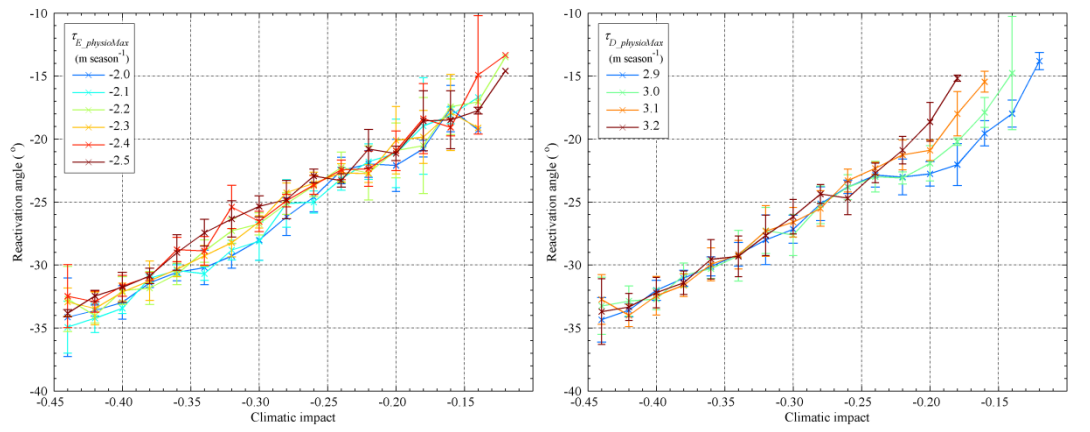 -10
-15
-20
-25
-30
-35
-40
Reactivation angle (°)
τE_physioMax
(m season-1)
-2.0
-2.1
-2.2
-2.3
-2.4
-2.5
-0.45 -0.40 -0.35 -0.30 -0.25 -0.20 -0.15
Climatic impact
-10
-15
-20
-25
-30
-35
-40
Reactivation angle (°)
τD_physioMax
(m season-1)
2.9
3.0
3.1
3.2
-0.45 -0.40 -0.35 -0.30 -0.25 -0.20 -0.15
Climatic impact